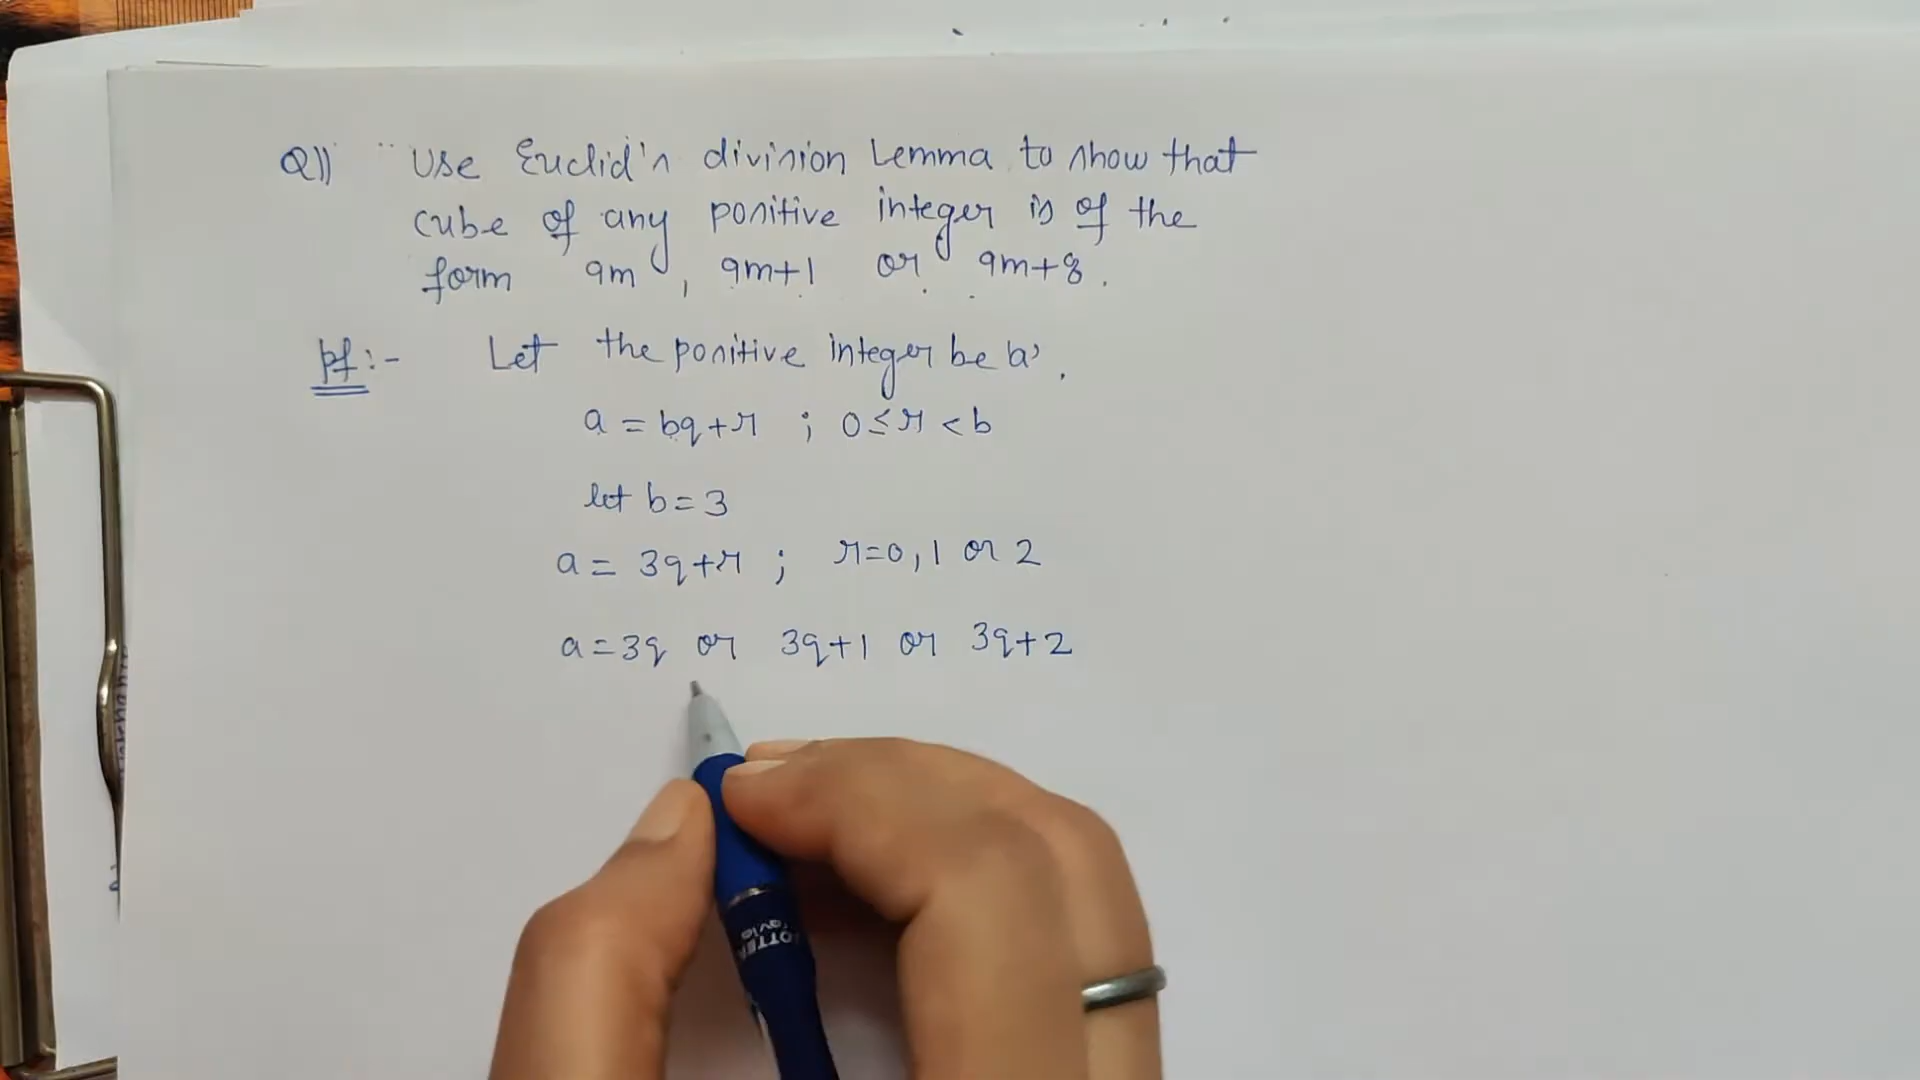 Q1) Use Euclid's division Lemma to show that
cube of any positive integer is of the
form 9m, 9m+1 or 9m+8.
Pf:- Let the positive integer be 'a'.
a = bq+r ; 0≤r<b
let b=3
a = 3q+r ; r=0,1 or 2
a=3q or 3q+1 or 3q+2